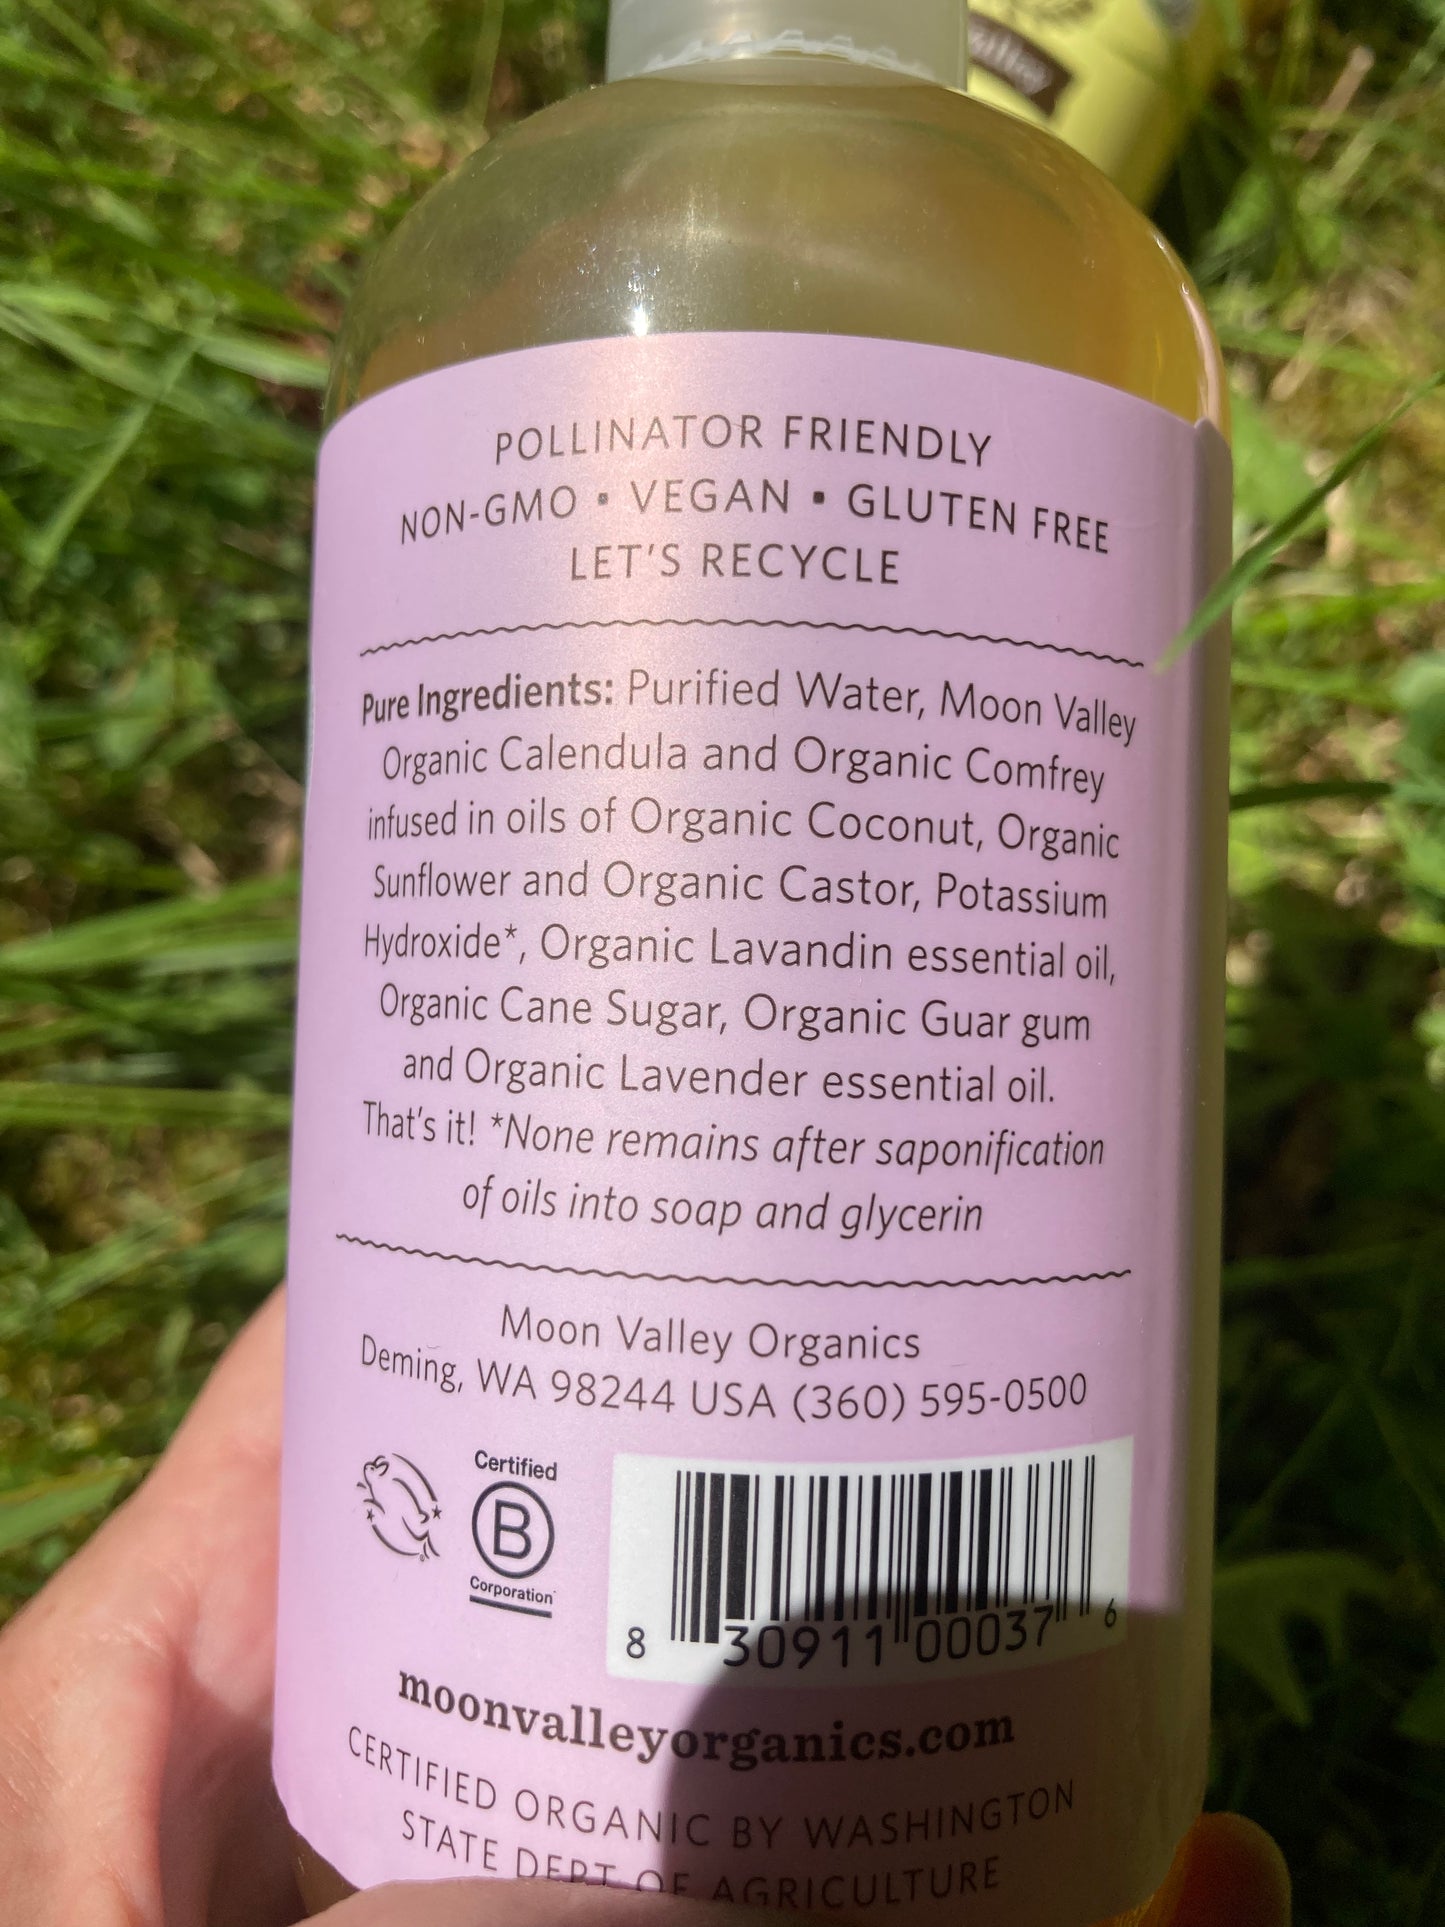 POLLINATOR FRIENDLY
NON-GMO • VEGAN • GLUTEN FREE
LET'S RECYCLE
Pure Ingredients: Purified Water, Moon Valley
Organic Calendula and Organic Comfrey
infused in oils of Organic Coconut, Organic
Sunflower and Organic Castor, Potassium
Hydroxide*, Organic Lavandin essential oil,
Organic Cane Sugar, Organic Guar gum
and Organic Lavender essential oil.
That's it! *None remains after saponification
of oils into soap and glycerin
Moon Valley Organics
Deming, WA 98244 USA (360) 595-0500
Certified
B
Corporation
8 30911 00037 6
moonvalleyorganics.com
CERTIFIED ORGANIC BY WASHINGTON
STATE DEPT OF AGRICULTURE